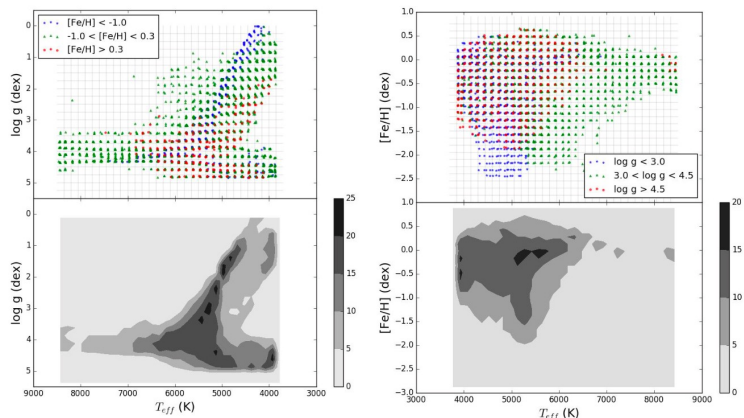 [Fe/H] < -1.0
-1.0 < [Fe/H] < 0.3
[Fe/H] > 0.3
log g (dex)
0
1
2
3
4
5
log g (dex)
0
1
2
3
4
5
9000 8000 7000 6000 5000 4000 3000
T_eff (K)
25
20
15
10
5
0
[Fe/H] (dex)
1.0
0.5
0.0
-0.5
-1.0
-1.5
-2.0
-2.5
log g < 3.0
3.0 < log g < 4.5
log g > 4.5
[Fe/H] (dex)
1.0
0.5
0.0
-0.5
-1.0
-1.5
-2.0
-2.5
-3.0
3000 4000 5000 6000 7000 8000 9000
T_eff (K)
20
15
10
5
0